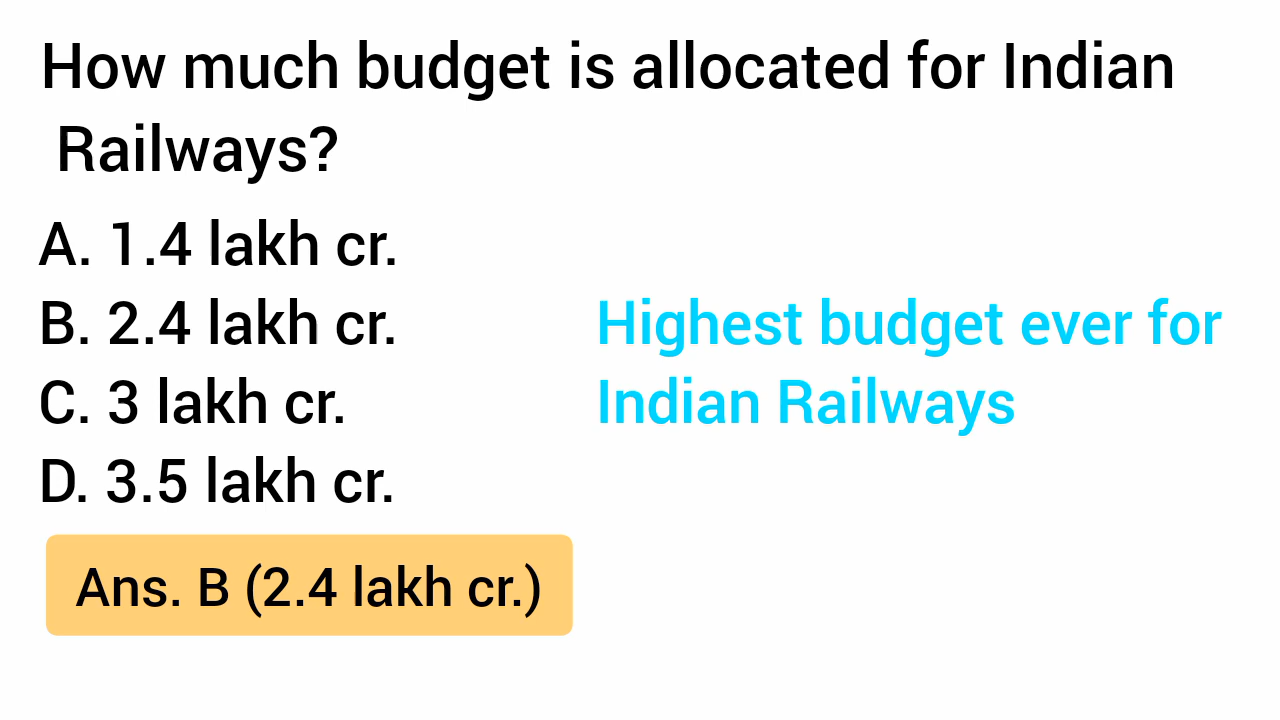 How much budget is allocated for Indian
Railways?
A. 1.4 lakh cr.
B. 2.4 lakh cr.
C. 3 lakh cr.
D. 3.5 lakh cr.
Highest budget ever for
Indian Railways
Ans. B (2.4 lakh cr.)